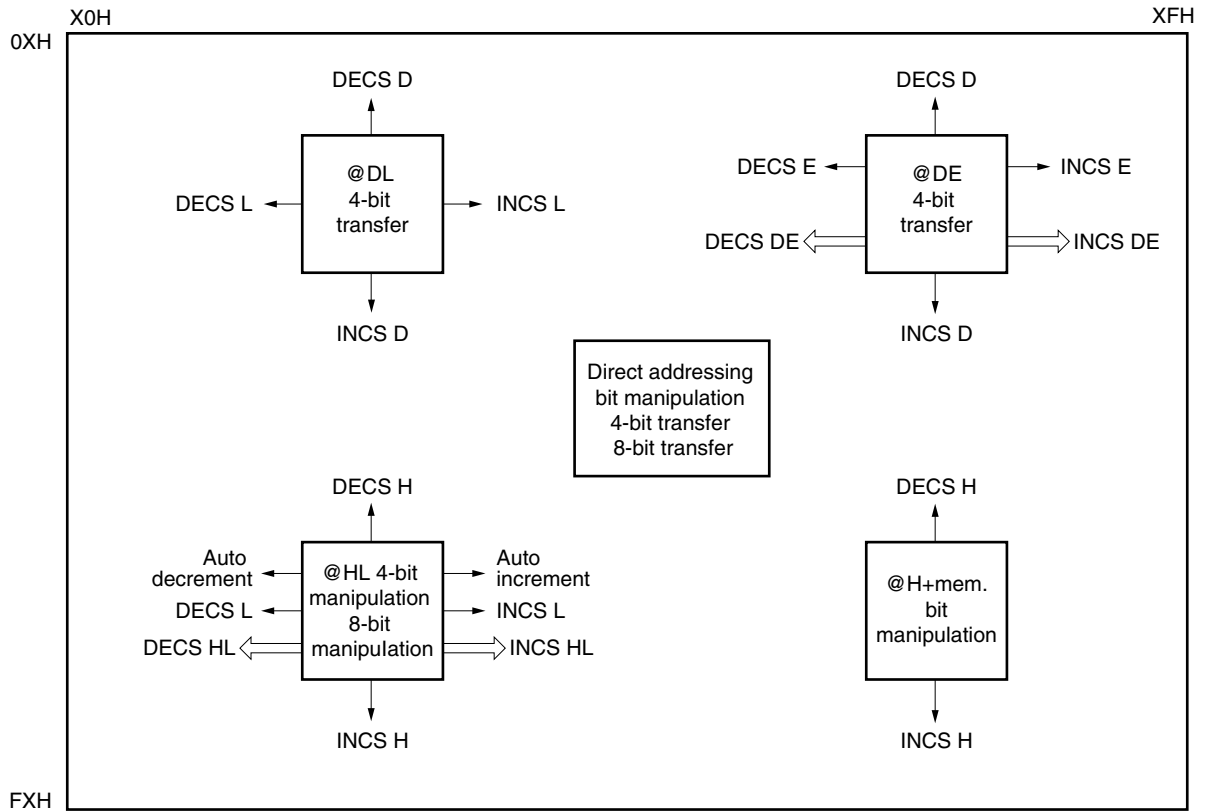 X0H
XFH
0XH
DECS D
@DL
4-bit
transfer
DECS L
INCS L
INCS D
DECS D
DECS E
@DE
4-bit
transfer
INCS E
DECS DE
INCS DE
INCS D
Direct addressing
bit manipulation
4-bit transfer
8-bit transfer
DECS H
Auto
decrement
@HL 4-bit
manipulation
8-bit
manipulation
Auto
increment
DECS L
INCS L
DECS HL
INCS HL
INCS H
DECS H
@H+mem.
bit
manipulation
INCS H
FXH